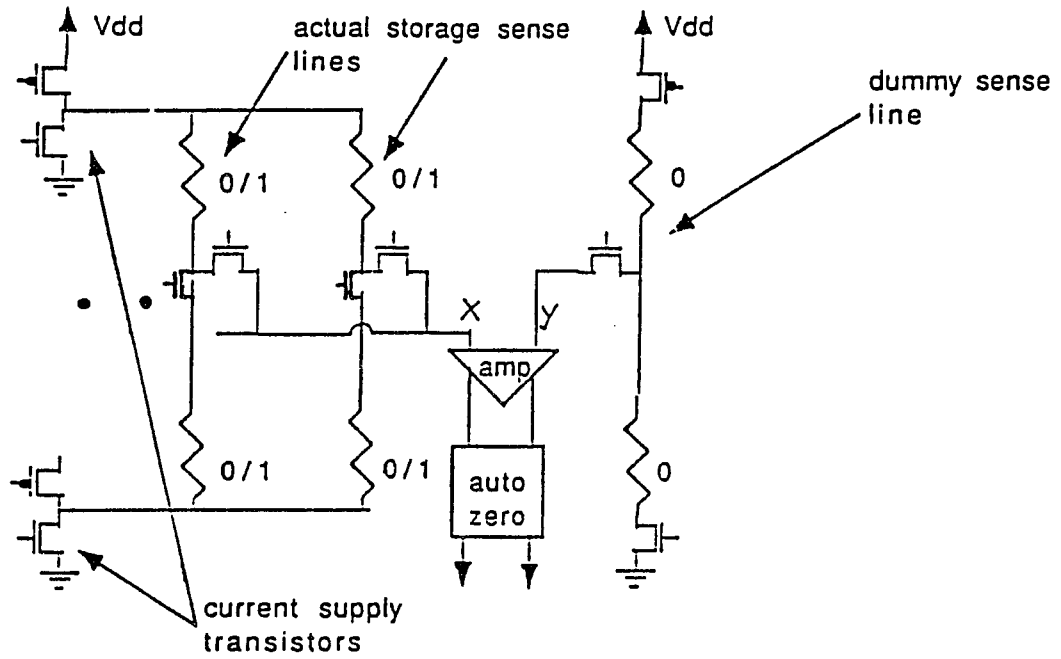 Vdd
actual storage sense
lines
Vdd
dummy sense
line
0/1
0/1
0
X
y
amp
0/1
0/1
auto
zero
0
current supply
transistors